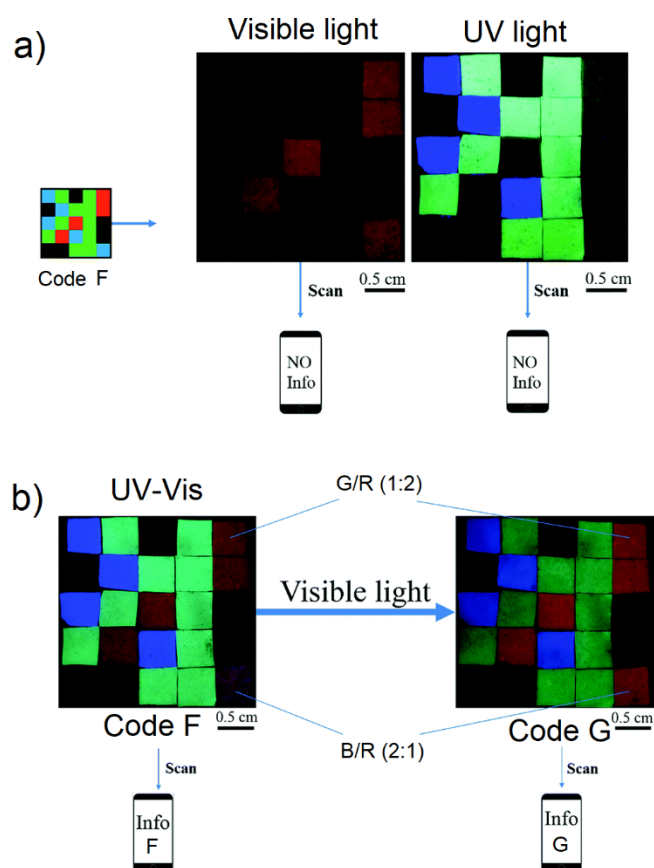 a)
Visible light
UV light
Code F
0.5 cm
0.5 cm
Scan
Scan
NO
Info
NO
Info
b)
UV-Vis
G/R (1:2)
Visible light
Code F
0.5 cm
B/R (2:1)
Code G
0.5 cm
Scan
Scan
Info
F
Info
G